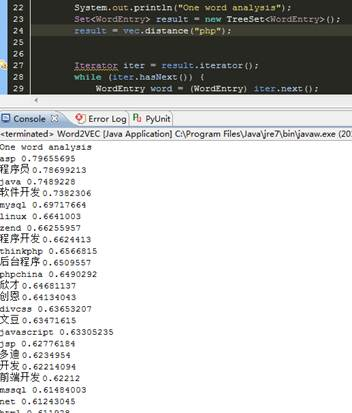 22 System.out.println("One word analysis");
23 Set<WordEntry> result = new TreeSet<WordEntry>();
24 result = vec.distance("php");
25
26
27 Iterator iter = result.iterator();
28 while (iter.hasNext()) {
29 WordEntry word = (WordEntry) iter.next();
Console Error Log PyUnit
<terminated> Word2VEC [Java Application] C:\Program Files\Java\jre7\bin\javaw.exe (20
One word analysis
asp 0.79655695
程序员 0.78699213
java 0.7489228
软件开发 0.7382306
mysql 0.69717664
linux 0.6641003
zend 0.66255957
程序开发 0.6624413
thinkphp 0.6566815
后台程序 0.6509557
phpchina 0.6490292
欣才 0.64681137
创恩 0.64134043
divcss 0.63653207
文豆 0.63471615
javascript 0.63305235
jsp 0.62776184
多迪 0.6234954
开发 0.62214094
前端开发 0.62212
mssql 0.61484003
net 0.61243045